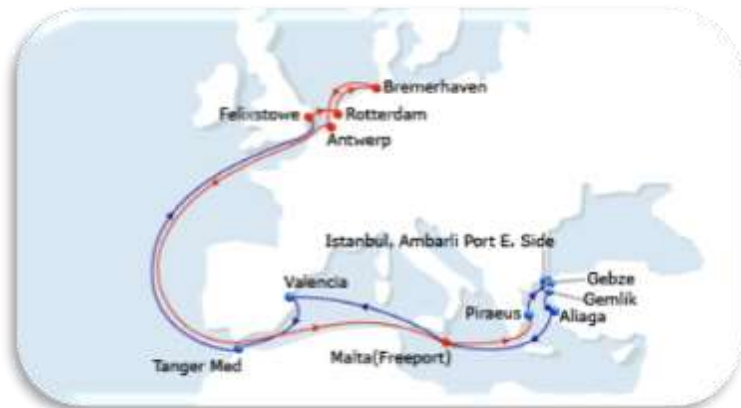 Bremerhaven
Felixstowe
Rotterdam
Antwerp
Istanbul, Ambarli Port E. Side
Valencia
Gebze
Gemlik
Piraeus
Aliaga
Tanger Med
Malta(Freeport)